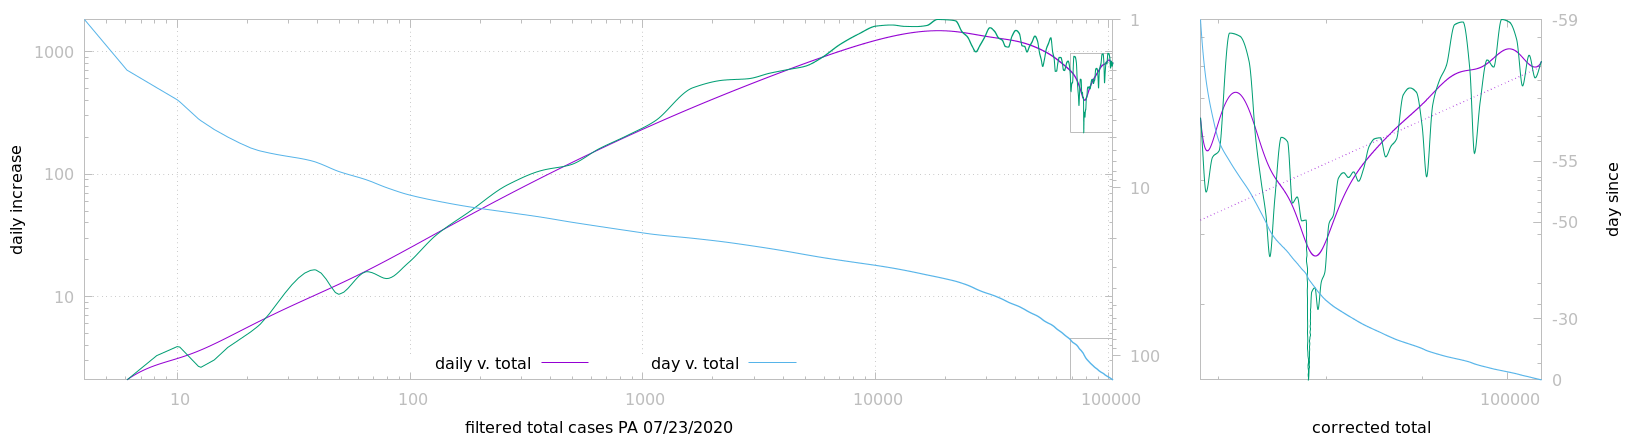 1000
100
10
daily increase
daily v. total
day v. total
10
100
1000
10000
100000
filtered total cases PA 07/23/2020
1
10
100
-59
-55
-50
-30
0
day since
100000
corrected total